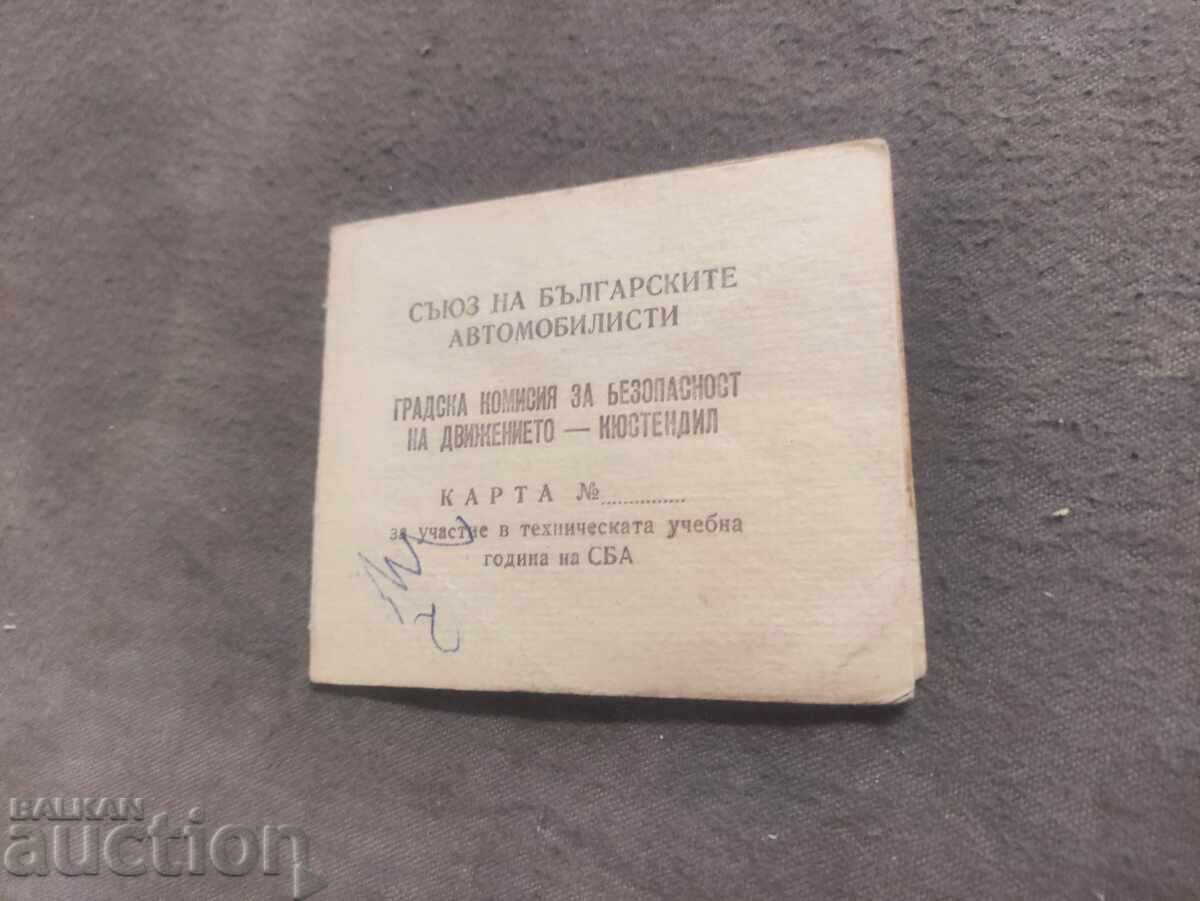 СЪЮЗ НА БЪЛГАРСКИТЕ
АВТОМОБИЛИСТИ
ГРАДСКА КОМИСИЯ ЗА БЕЗОПАСНОСТ
НА ДВИЖЕНИЕТО — КЮСТЕНДИЛ
КАРТА №...............
за участие в техническата учебна
година на СБА
BALKAN
auction